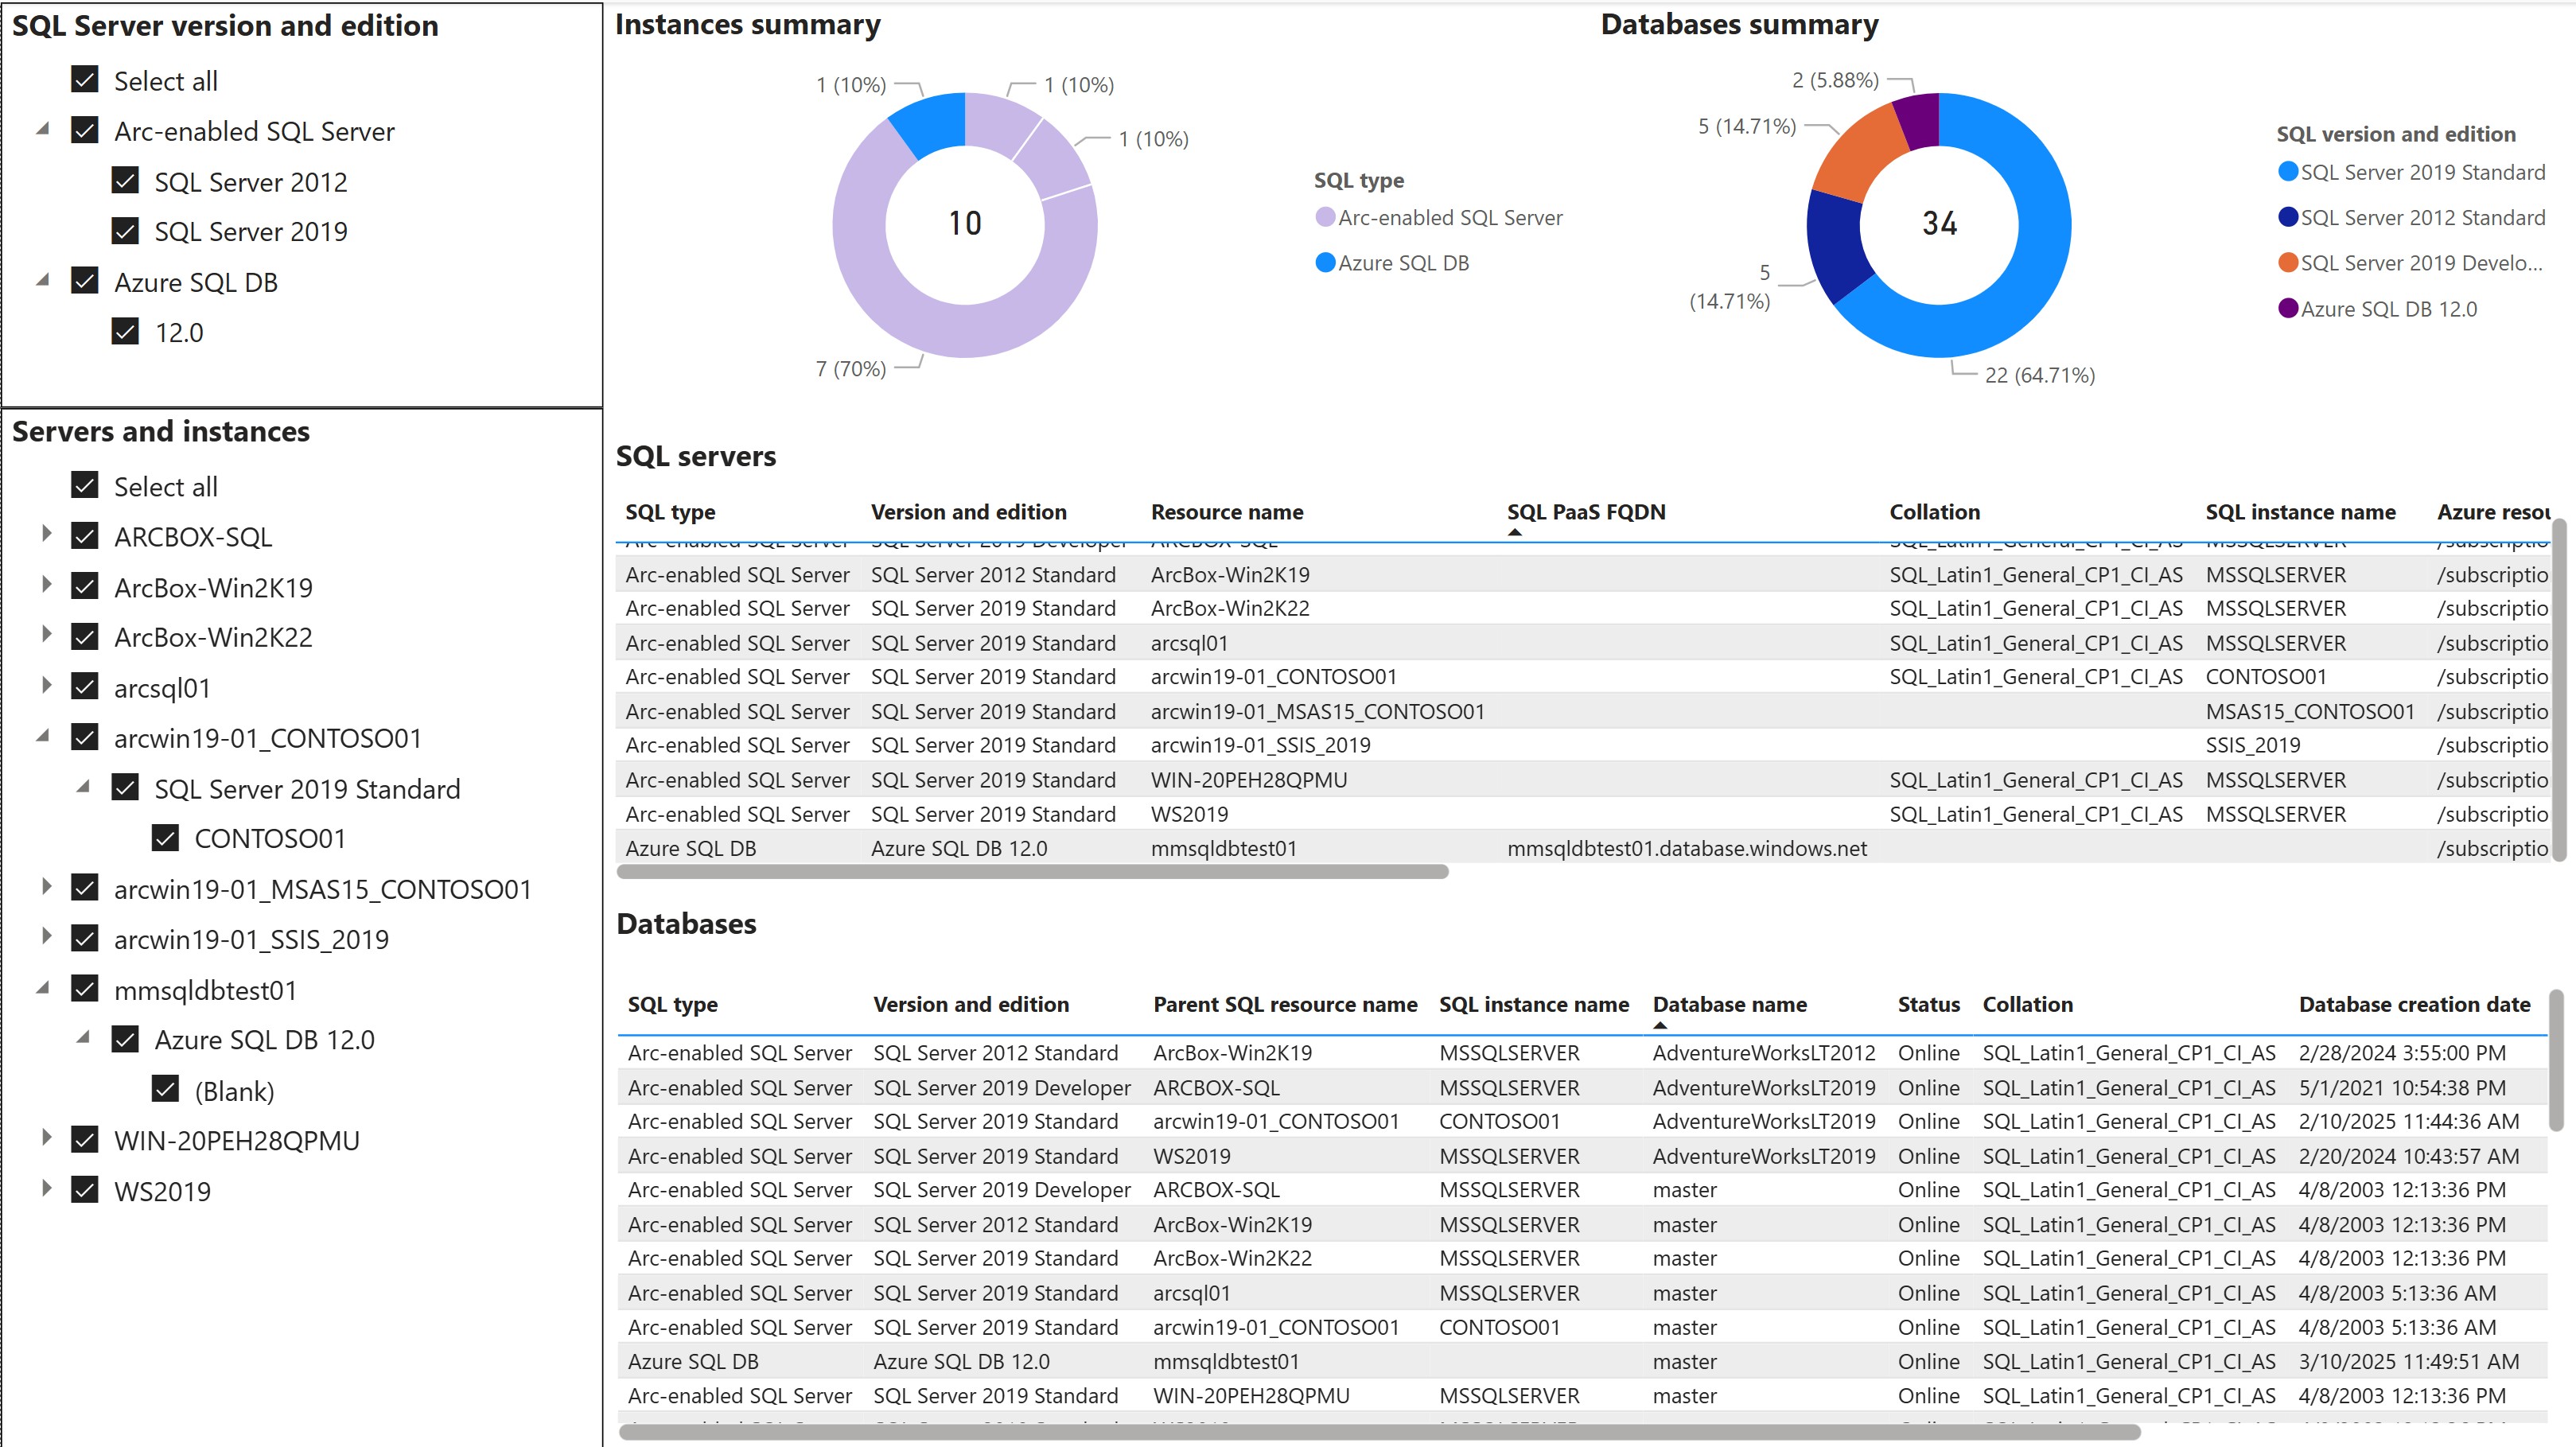 SQL Server version and edition
Select all
Arc-enabled SQL Server
SQL Server 2012
SQL Server 2019
Azure SQL DB
12.0
Servers and instances
Select all
ARCBOX-SQL
ArcBox-Win2K19
ArcBox-Win2K22
arcsql01
arcwin19-01_CONTOSO01
SQL Server 2019 Standard
CONTOSO01
arcwin19-01_MSAS15_CONTOSO01
arcwin19-01_SSIS_2019
mmsqldbtest01
Azure SQL DB 12.0
(Blank)
WIN-20PEH28QPMU
WS2019
Instances summary
1 (10%)
1 (10%)
1 (10%)
10
7 (70%)
SQL type
Arc-enabled SQL Server
Azure SQL DB
Databases summary
2 (5.88%)
5 (14.71%)
34
5
(14.71%)
22 (64.71%)
SQL version and edition
SQL Server 2019 Standard
SQL Server 2012 Standard
SQL Server 2019 Develo...
Azure SQL DB 12.0
SQL servers
SQL type Version and edition Resource name SQL PaaS FQDN Collation SQL instance name Azure resou
Arc-enabled SQL Server SQL Server 2019 Developer ARCBOX-SQL SQL_Latin1_General_CP1_CI_AS MSSQLSERVER /subscriptio
Arc-enabled SQL Server SQL Server 2012 Standard ArcBox-Win2K19 SQL_Latin1_General_CP1_CI_AS MSSQLSERVER /subscriptio
Arc-enabled SQL Server SQL Server 2019 Standard ArcBox-Win2K22 SQL_Latin1_General_CP1_CI_AS MSSQLSERVER /subscriptio
Arc-enabled SQL Server SQL Server 2019 Standard arcsql01 SQL_Latin1_General_CP1_CI_AS MSSQLSERVER /subscriptio
Arc-enabled SQL Server SQL Server 2019 Standard arcwin19-01_CONTOSO01 SQL_Latin1_General_CP1_CI_AS CONTOSO01 /subscriptio
Arc-enabled SQL Server SQL Server 2019 Standard arcwin19-01_MSAS15_CONTOSO01 MSAS15_CONTOSO01 /subscriptio
Arc-enabled SQL Server SQL Server 2019 Standard arcwin19-01_SSIS_2019 SSIS_2019 /subscriptio
Arc-enabled SQL Server SQL Server 2019 Standard WIN-20PEH28QPMU SQL_Latin1_General_CP1_CI_AS MSSQLSERVER /subscriptio
Arc-enabled SQL Server SQL Server 2019 Standard WS2019 SQL_Latin1_General_CP1_CI_AS MSSQLSERVER /subscriptio
Azure SQL DB Azure SQL DB 12.0 mmsqldbtest01 mmsqldbtest01.database.windows.net /subscriptio
Databases
SQL type Version and edition Parent SQL resource name SQL instance name Database name Status Collation Database creation date
Arc-enabled SQL Server SQL Server 2012 Standard ArcBox-Win2K19 MSSQLSERVER AdventureWorksLT2012 Online SQL_Latin1_General_CP1_CI_AS 2/28/2024 3:55:00 PM
Arc-enabled SQL Server SQL Server 2019 Developer ARCBOX-SQL MSSQLSERVER AdventureWorksLT2019 Online SQL_Latin1_General_CP1_CI_AS 5/1/2021 10:54:38 PM
Arc-enabled SQL Server SQL Server 2019 Standard arcwin19-01_CONTOSO01 CONTOSO01 AdventureWorksLT2019 Online SQL_Latin1_General_CP1_CI_AS 2/10/2025 11:44:36 AM
Arc-enabled SQL Server SQL Server 2019 Standard WS2019 MSSQLSERVER AdventureWorksLT2019 Online SQL_Latin1_General_CP1_CI_AS 2/20/2024 10:43:57 AM
Arc-enabled SQL Server SQL Server 2019 Developer ARCBOX-SQL MSSQLSERVER master Online SQL_Latin1_General_CP1_CI_AS 4/8/2003 12:13:36 PM
Arc-enabled SQL Server SQL Server 2012 Standard ArcBox-Win2K19 MSSQLSERVER master Online SQL_Latin1_General_CP1_CI_AS 4/8/2003 12:13:36 PM
Arc-enabled SQL Server SQL Server 2019 Standard ArcBox-Win2K22 MSSQLSERVER master Online SQL_Latin1_General_CP1_CI_AS 4/8/2003 12:13:36 PM
Arc-enabled SQL Server SQL Server 2019 Standard arcsql01 MSSQLSERVER master Online SQL_Latin1_General_CP1_CI_AS 4/8/2003 5:13:36 AM
Arc-enabled SQL Server SQL Server 2019 Standard arcwin19-01_CONTOSO01 CONTOSO01 master Online SQL_Latin1_General_CP1_CI_AS 4/8/2003 5:13:36 AM
Azure SQL DB Azure SQL DB 12.0 mmsqldbtest01 master Online SQL_Latin1_General_CP1_CI_AS 3/10/2025 11:49:51 AM
Arc-enabled SQL Server SQL Server 2019 Standard WIN-20PEH28QPMU MSSQLSERVER master Online SQL_Latin1_General_CP1_CI_AS 4/8/2003 12:13:36 PM